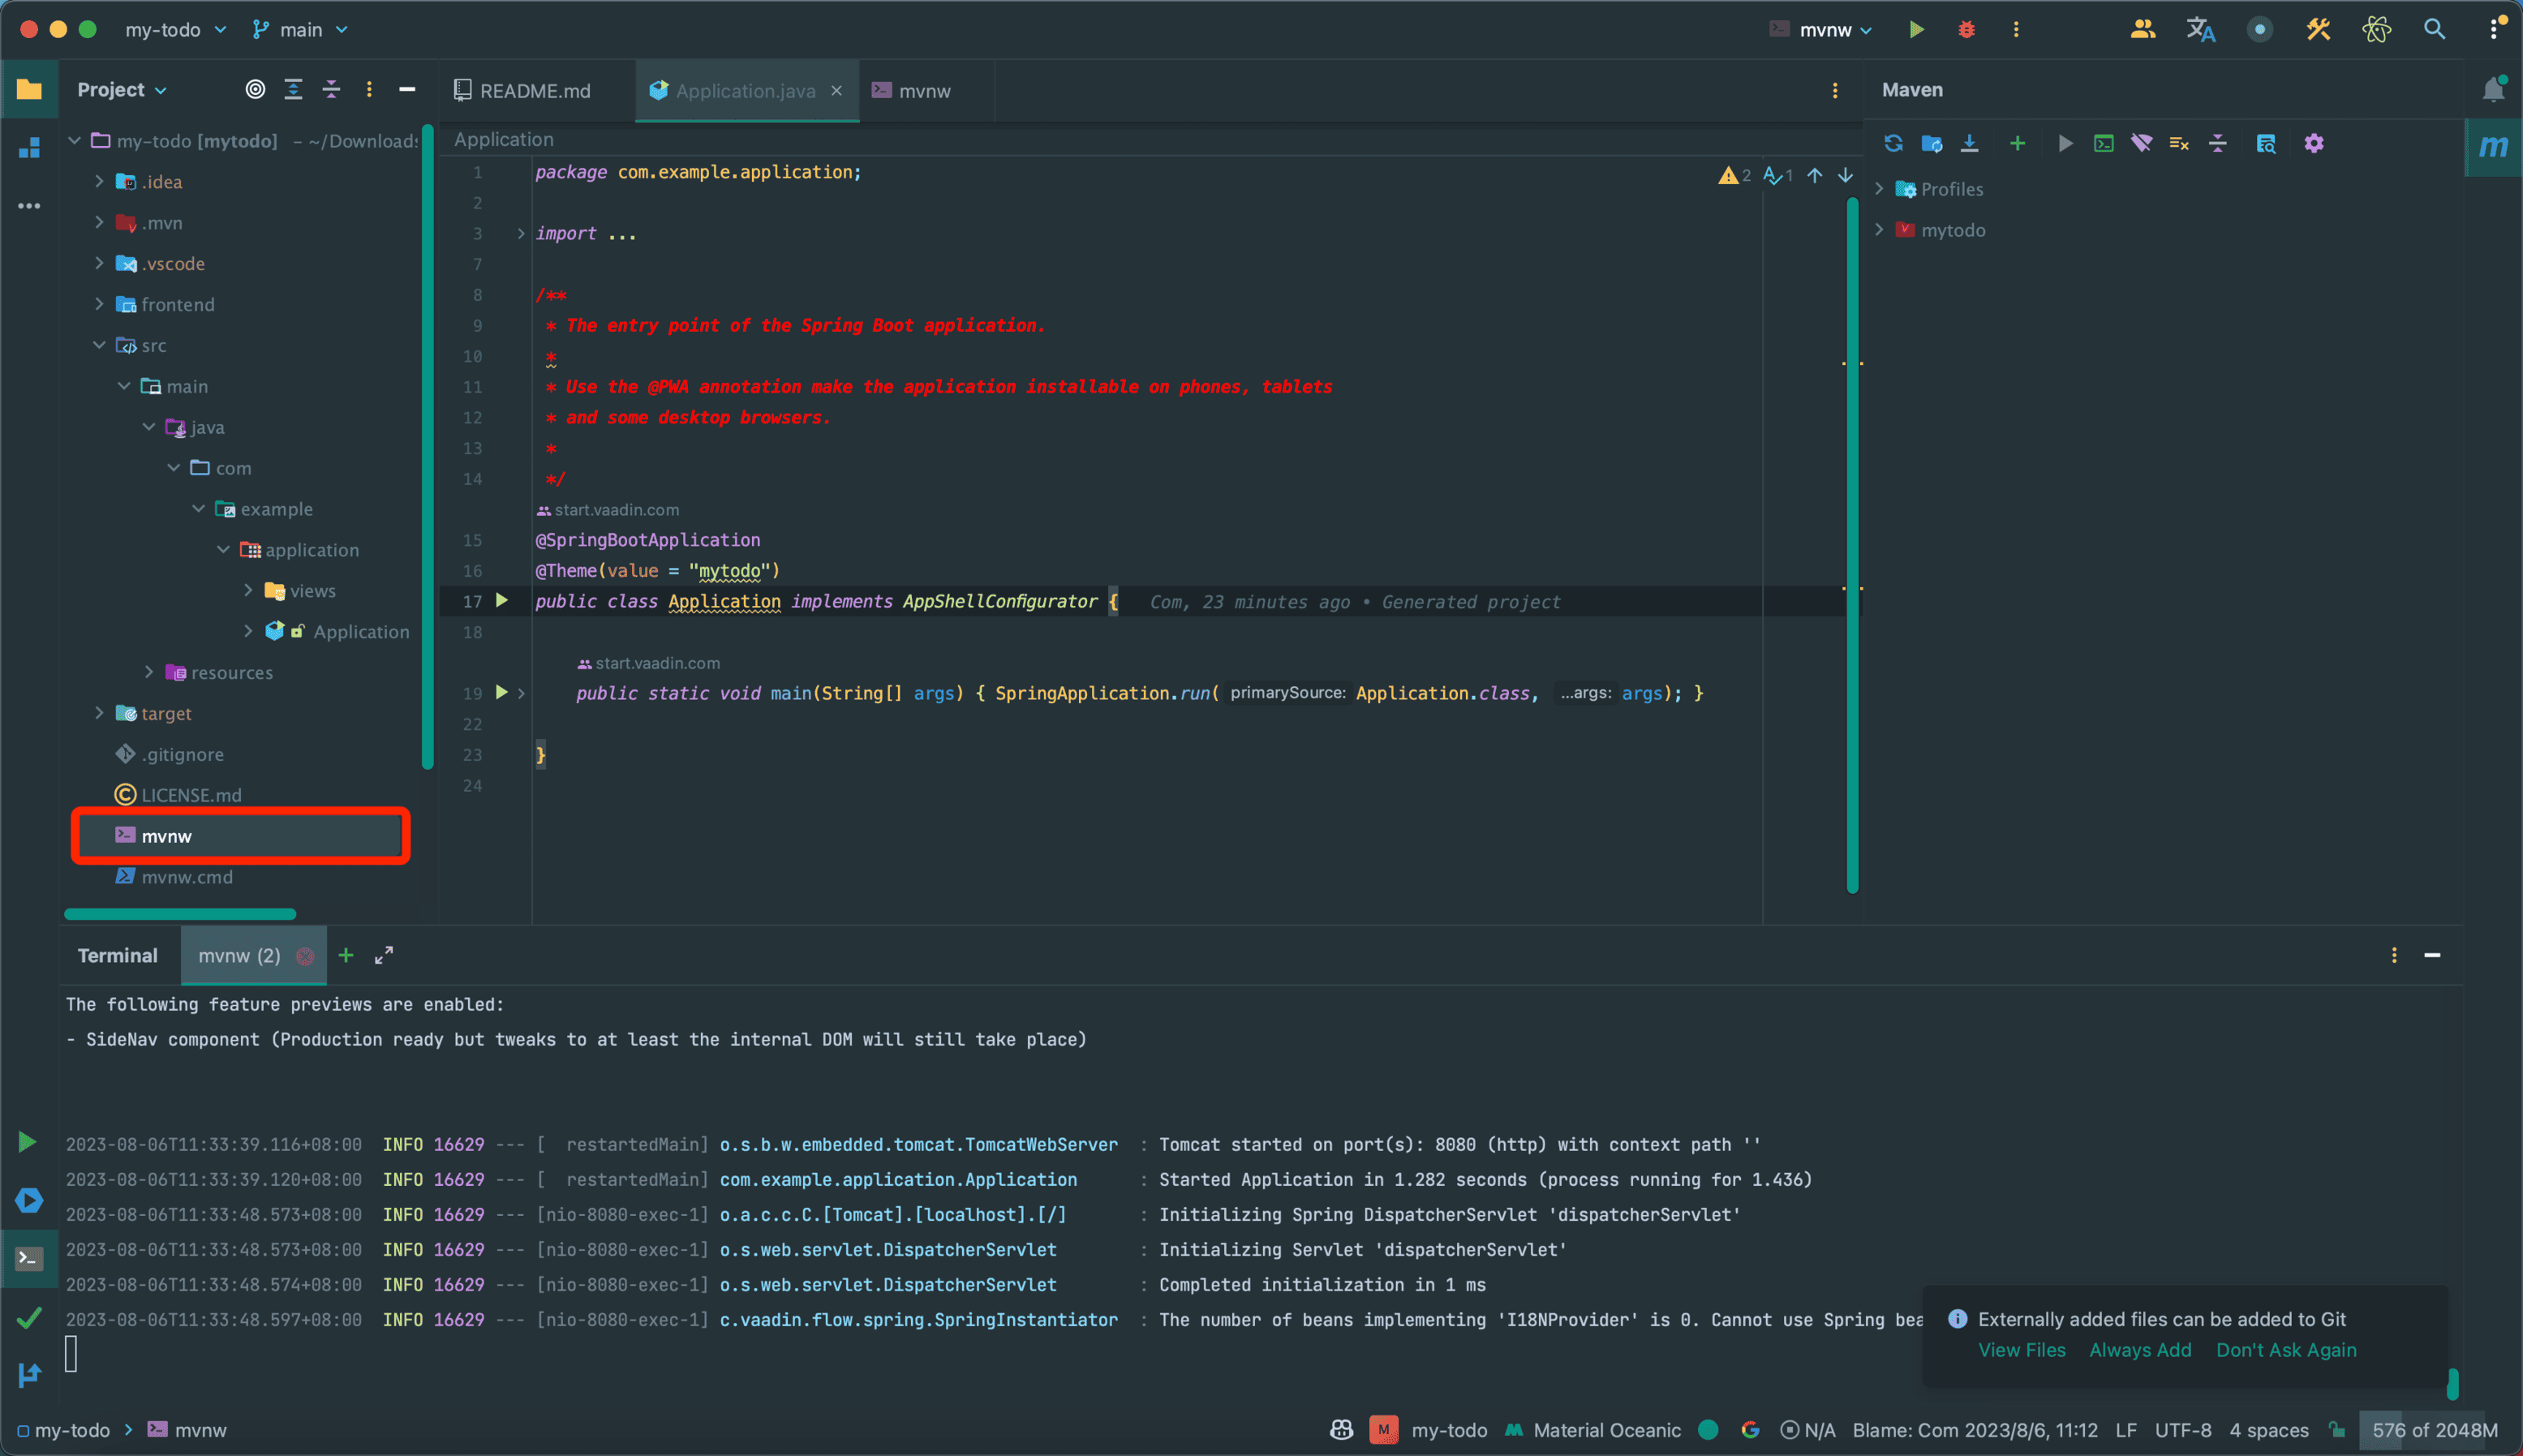 my-todo main mvnw
Project
README.md Application.java mvnw
Maven
my-todo [mytodo] – ~/Downloads
.idea
.mvn
.vscode
frontend
src
main
java
com
example
application
views
Application
resources
target
.gitignore
LICENSE.md
mvnw
mvnw.cmd
Application
2 1
1 package com.example.application;
2
3 import ...
7
8 /**
9 * The entry point of the Spring Boot application.
10 *
11 * Use the @PWA annotation make the application installable on phones, tablets
12 * and some desktop browsers.
13 *
14 */
start.vaadin.com
15 @SpringBootApplication
16 @Theme(value = "mytodo")
17 public class Application implements AppShellConfigurator { Com, 23 minutes ago • Generated project
18
start.vaadin.com
19 public static void main(String[] args) { SpringApplication.run( primarySource: Application.class, ...args: args); }
22
23 }
24
Profiles
mytodo
m
Terminal mvnw (2)
The following feature previews are enabled:
- SideNav component (Production ready but tweaks to at least the internal DOM will still take place)
2023-08-06T11:33:39.116+08:00 INFO 16629 --- [ restartedMain] o.s.b.w.embedded.tomcat.TomcatWebServer : Tomcat started on port(s): 8080 (http) with context path ''
2023-08-06T11:33:39.120+08:00 INFO 16629 --- [ restartedMain] com.example.application.Application : Started Application in 1.282 seconds (process running for 1.436)
2023-08-06T11:33:48.573+08:00 INFO 16629 --- [nio-8080-exec-1] o.a.c.c.C.[Tomcat].[localhost].[/] : Initializing Spring DispatcherServlet 'dispatcherServlet'
2023-08-06T11:33:48.573+08:00 INFO 16629 --- [nio-8080-exec-1] o.s.web.servlet.DispatcherServlet : Initializing Servlet 'dispatcherServlet'
2023-08-06T11:33:48.574+08:00 INFO 16629 --- [nio-8080-exec-1] o.s.web.servlet.DispatcherServlet : Completed initialization in 1 ms
2023-08-06T11:33:48.597+08:00 INFO 16629 --- [nio-8080-exec-1] c.vaadin.flow.spring.SpringInstantiator : The number of beans implementing 'I18NProvider' is 0. Cannot use Spring bea
Externally added files can be added to Git
View Files Always Add Don't Ask Again
my-todo mvnw
M my-todo Material Oceanic G N/A Blame: Com 2023/8/6, 11:12 LF UTF-8 4 spaces 576 of 2048M